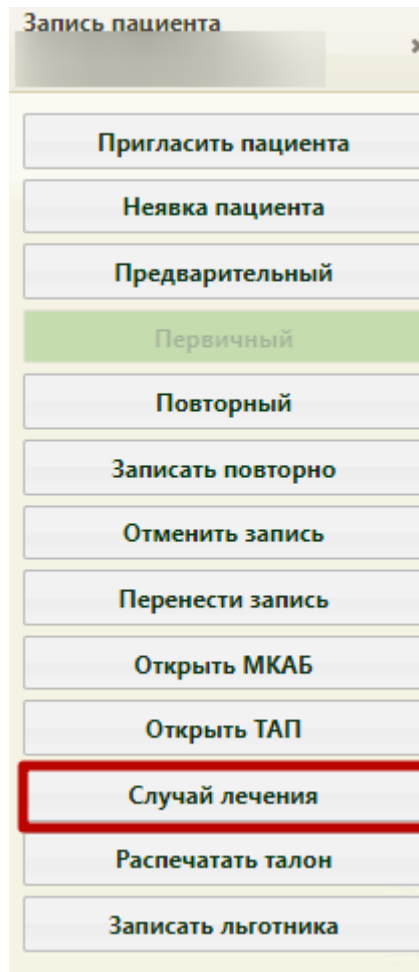 Запись пациента
Пригласить пациента
Неявка пациента
Предварительный
Первичный
Повторный
Записать повторно
Отменить запись
Перенести запись
Открыть МКАБ
Открыть ТАП
Случай лечения
Распечатать талон
Записать льготника